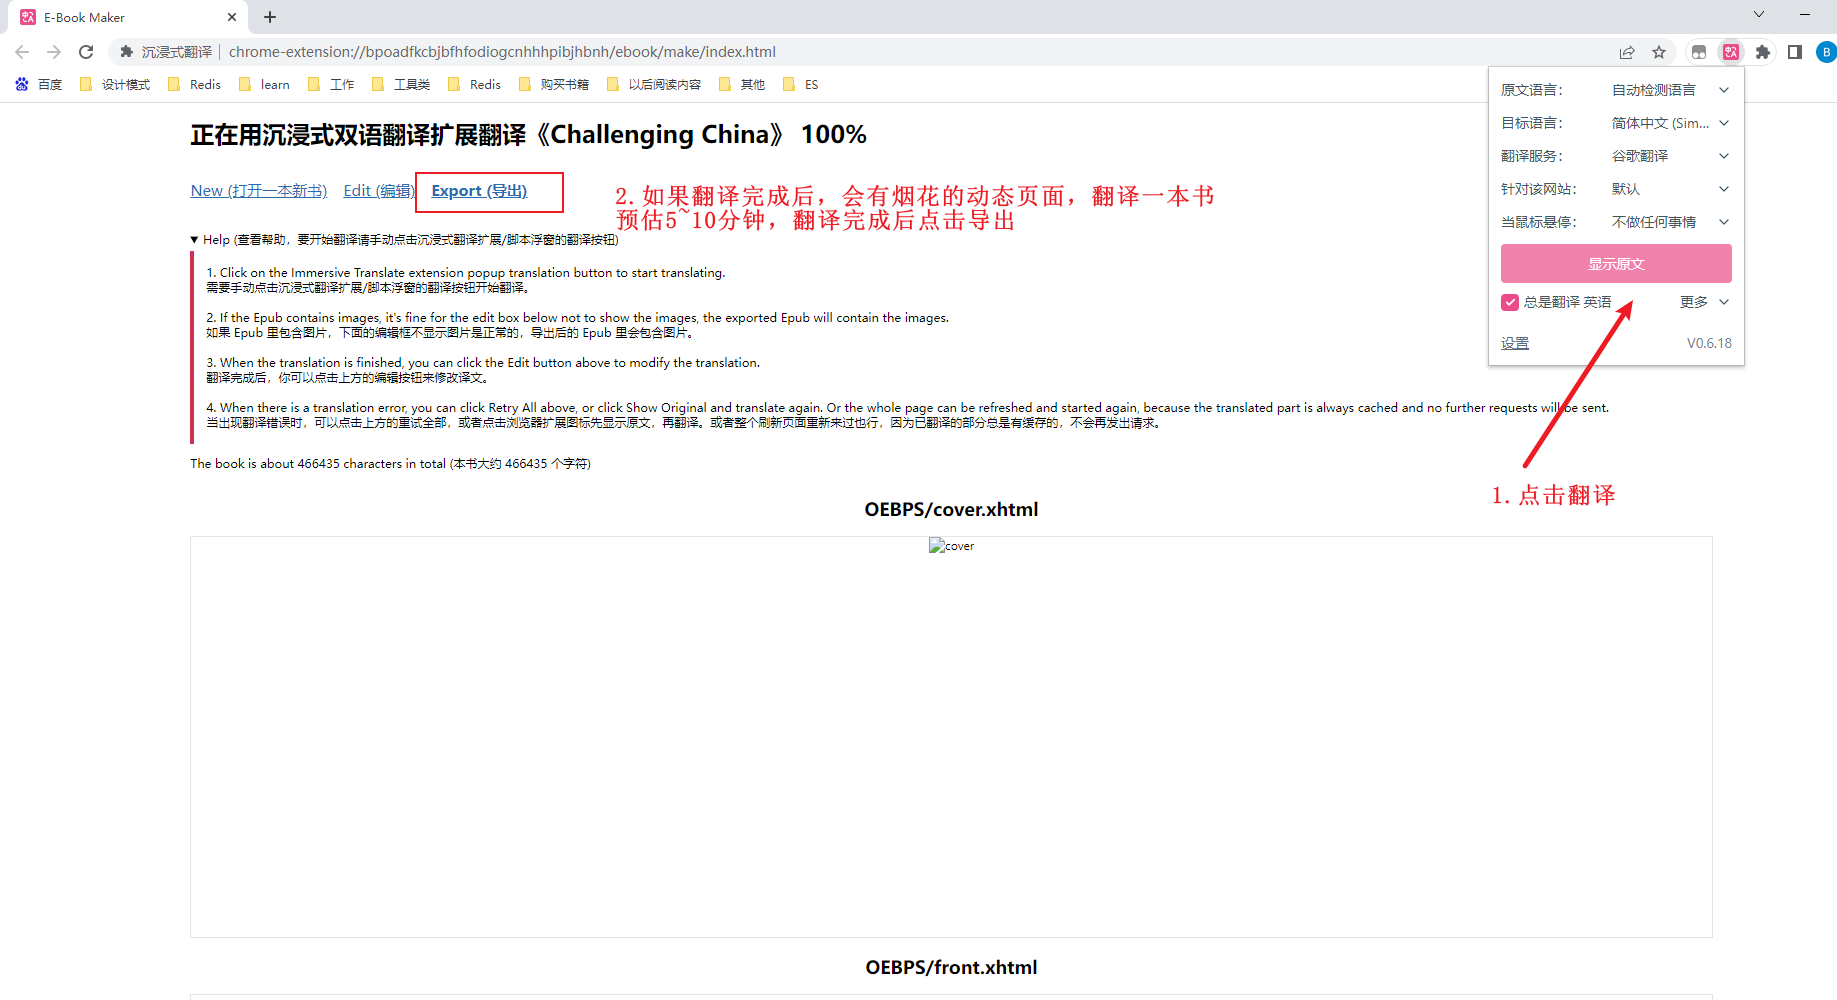 E-Book Maker
沉浸式翻译 | chrome-extension://bpoadfkcbjbfhfodiogcnhhhpibjhbnh/ebook/make/index.html
B
百度 设计模式 Redis learn 工作 工具类 Redis 购买书籍 以后阅读内容 其他 ES
正在用沉浸式双语翻译扩展翻译《Challenging China》 100%
New (打开一本新书) Edit (编辑) Export (导出)
2.如果翻译完成后，会有烟花的动态页面，翻译一本书
预估5~10分钟，翻译完成后点击导出
▼ Help (查看帮助，要开始翻译请手动点击沉浸式翻译扩展/脚本浮窗的翻译按钮)
1. Click on the Immersive Translate extension popup translation button to start translating.
需要手动点击沉浸式翻译扩展/脚本浮窗的翻译按钮开始翻译。
2. If the Epub contains images, it's fine for the edit box below not to show the images, the exported Epub will contain the images.
如果 Epub 里包含图片，下面的编辑框不显示图片是正常的，导出后的 Epub 里会包含图片。
3. When the translation is finished, you can click the Edit button above to modify the translation.
翻译完成后，你可以点击上方的编辑按钮来修改译文。
4. When there is a translation error, you can click Retry All above, or click Show Original and translate again. Or the whole page can be refreshed and started again, because the translated part is always cached and no further requests will be sent.
当出现翻译错误时，可以点击上方的重试全部，或者点击浏览器扩展图标先显示原文，再翻译。或者整个刷新页面重新来过也行，因为已翻译的部分总是有缓存的，不会再发出请求。
The book is about 466435 characters in total (本书大约 466435 个字符)
原文语言： 自动检测语言
目标语言： 简体中文 (Sim...
翻译服务： 谷歌翻译
针对该网站： 默认
当鼠标悬停： 不做任何事情
显示原文
总是翻译 英语 更多
设置 V0.6.18
1.点击翻译
OEBPS/cover.xhtml
cover
OEBPS/front.xhtml